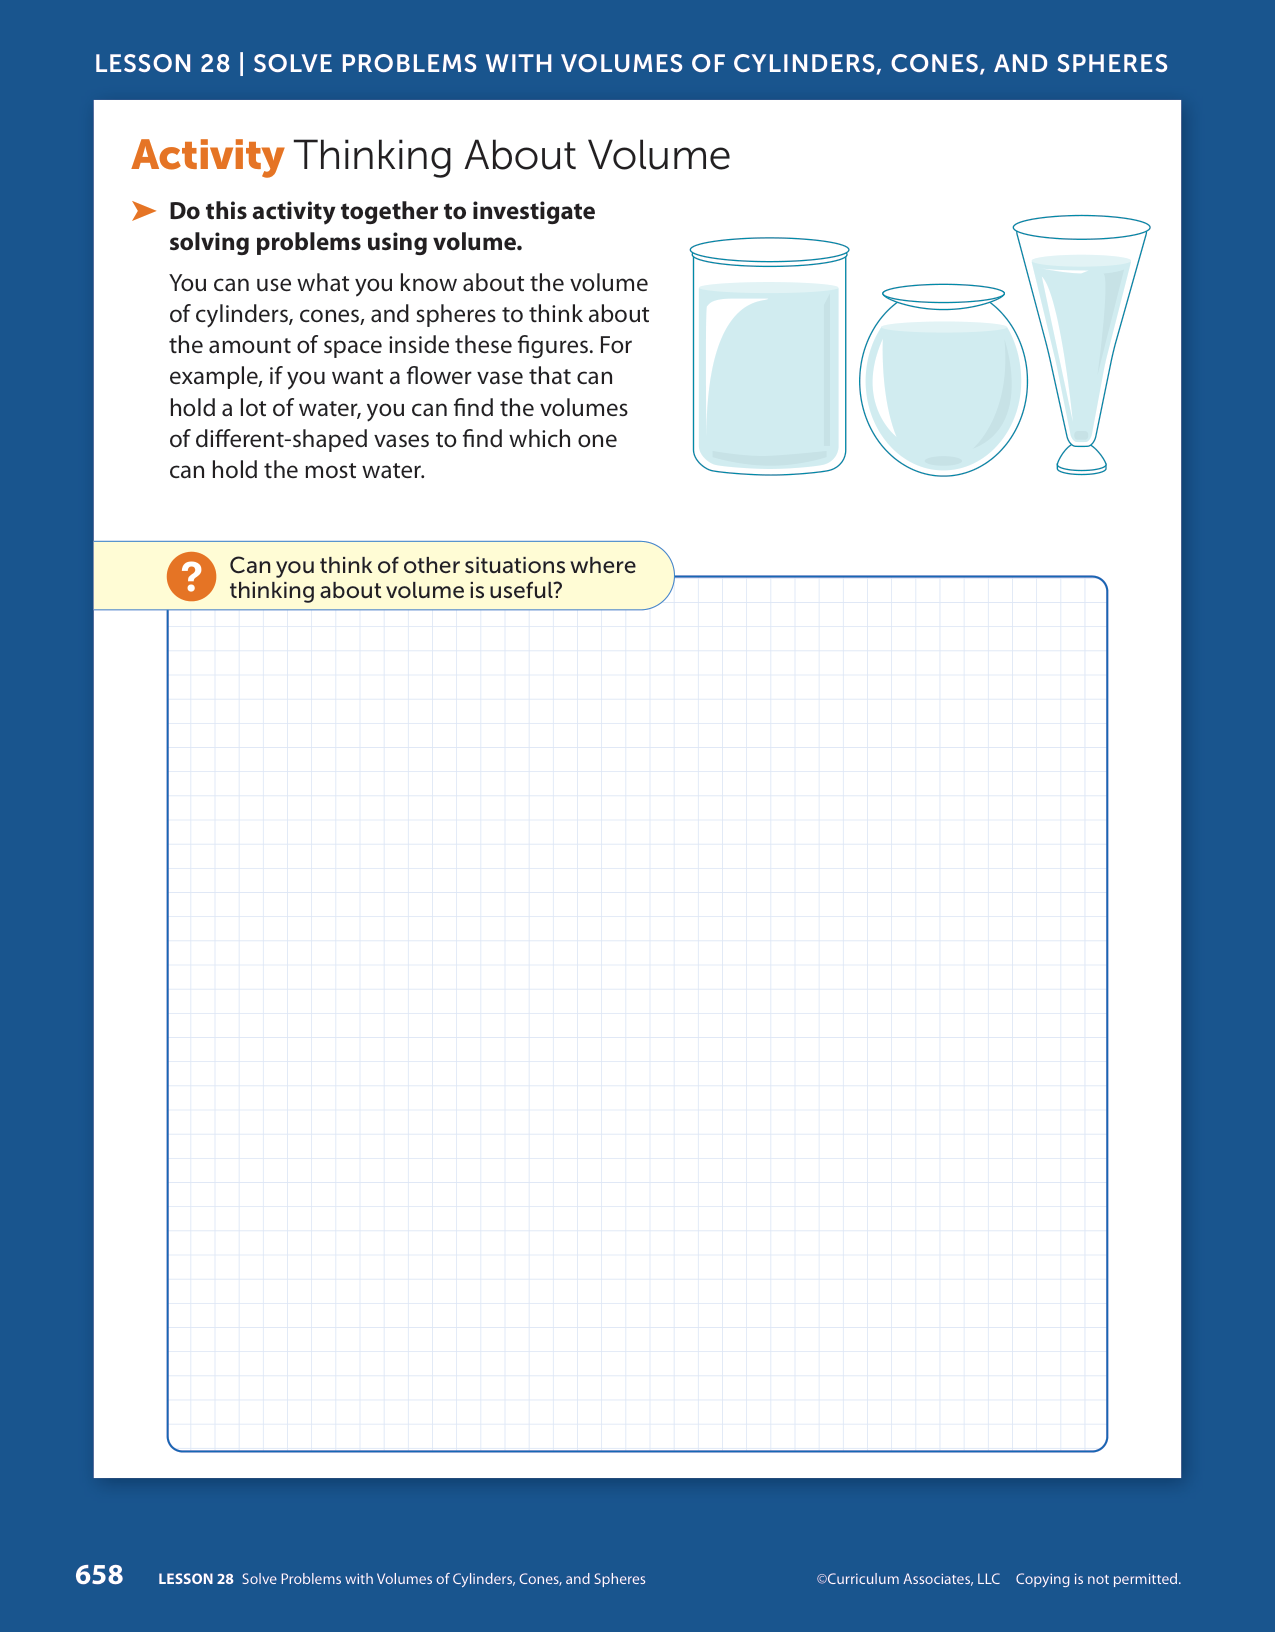 LESSON 28 | SOLVE PROBLEMS WITH VOLUMES OF CYLINDERS, CONES, AND SPHERES
Activity Thinking About Volume
Do this activity together to investigate
solving problems using volume.
You can use what you know about the volume
of cylinders, cones, and spheres to think about
the amount of space inside these figures. For
example, if you want a flower vase that can
hold a lot of water, you can find the volumes
of different-shaped vases to find which one
can hold the most water.
? Can you think of other situations where
thinking about volume is useful?
658 LESSON 28 Solve Problems with Volumes of Cylinders, Cones, and Spheres ©Curriculum Associates, LLC Copying is not permitted.